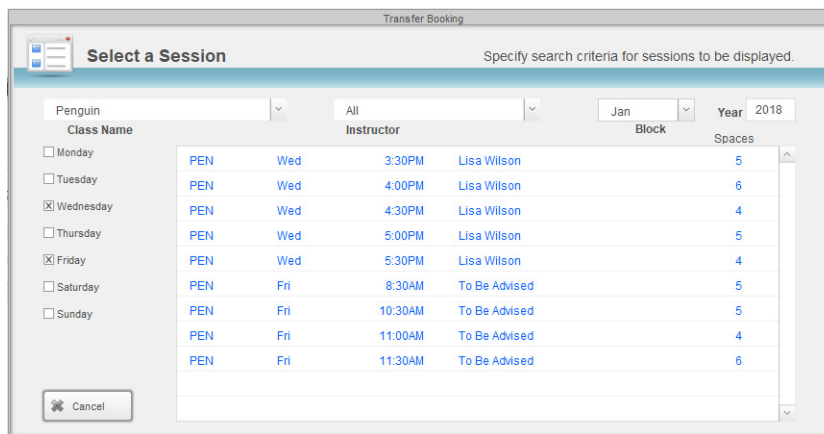 Transfer Booking
Select a Session Specify search criteria for sessions to be displayed.
Penguin All Jan Year 2018
Class Name Instructor Block Spaces
Monday
Tuesday
Wednesday
Thursday
Friday
Saturday
Sunday
PEN Wed 3:30PM Lisa Wilson 5
PEN Wed 4:00PM Lisa Wilson 6
PEN Wed 4:30PM Lisa Wilson 4
PEN Wed 5:00PM Lisa Wilson 5
PEN Wed 5:30PM Lisa Wilson 4
PEN Fri 8:30AM To Be Advised 5
PEN Fri 10:30AM To Be Advised 5
PEN Fri 11:00AM To Be Advised 4
PEN Fri 11:30AM To Be Advised 6
Cancel